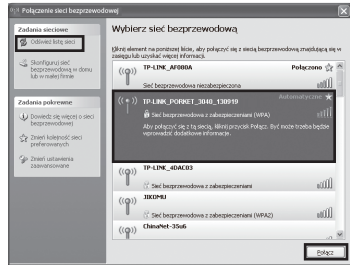 Połączenie sieci bezprzewodowej
Zadania sieciowe
Odśwież listę sieci
Skonfiguruj sieć
bezprzewodową w domu
lub w małej firmie
Zadania pokrewne
Dowiedz się więcej o sieci
bezprzewodowej
Zmień kolejność sieci
preferowanych
Zmień ustawienia
zaawansowane
Wybierz sieć bezprzewodową
Kliknij element na poniższej liście, aby połączyć się z siecią bezprzewodową znajdującą się w
zasięgu lub uzyskać więcej informacji.
TP-LINK_AF080A Połączono
Sieć bezprzewodowa niezabezpieczona
TP-LINK_PORKET_3040_130919 Automatycznie
Sieć bezprzewodowa z zabezpieczeniami (WPA)
Aby połączyć się z tą siecią, kliknij przycisk Połącz. Być może trzeba będzie
wprowadzić dodatkowe informacje.
TP-LINK_4DAC03
Sieć bezprzewodowa z zabezpieczeniami
JIKOMU
Sieć bezprzewodowa z zabezpieczeniami (WPA2)
ChinaNet-3Su6
Połącz